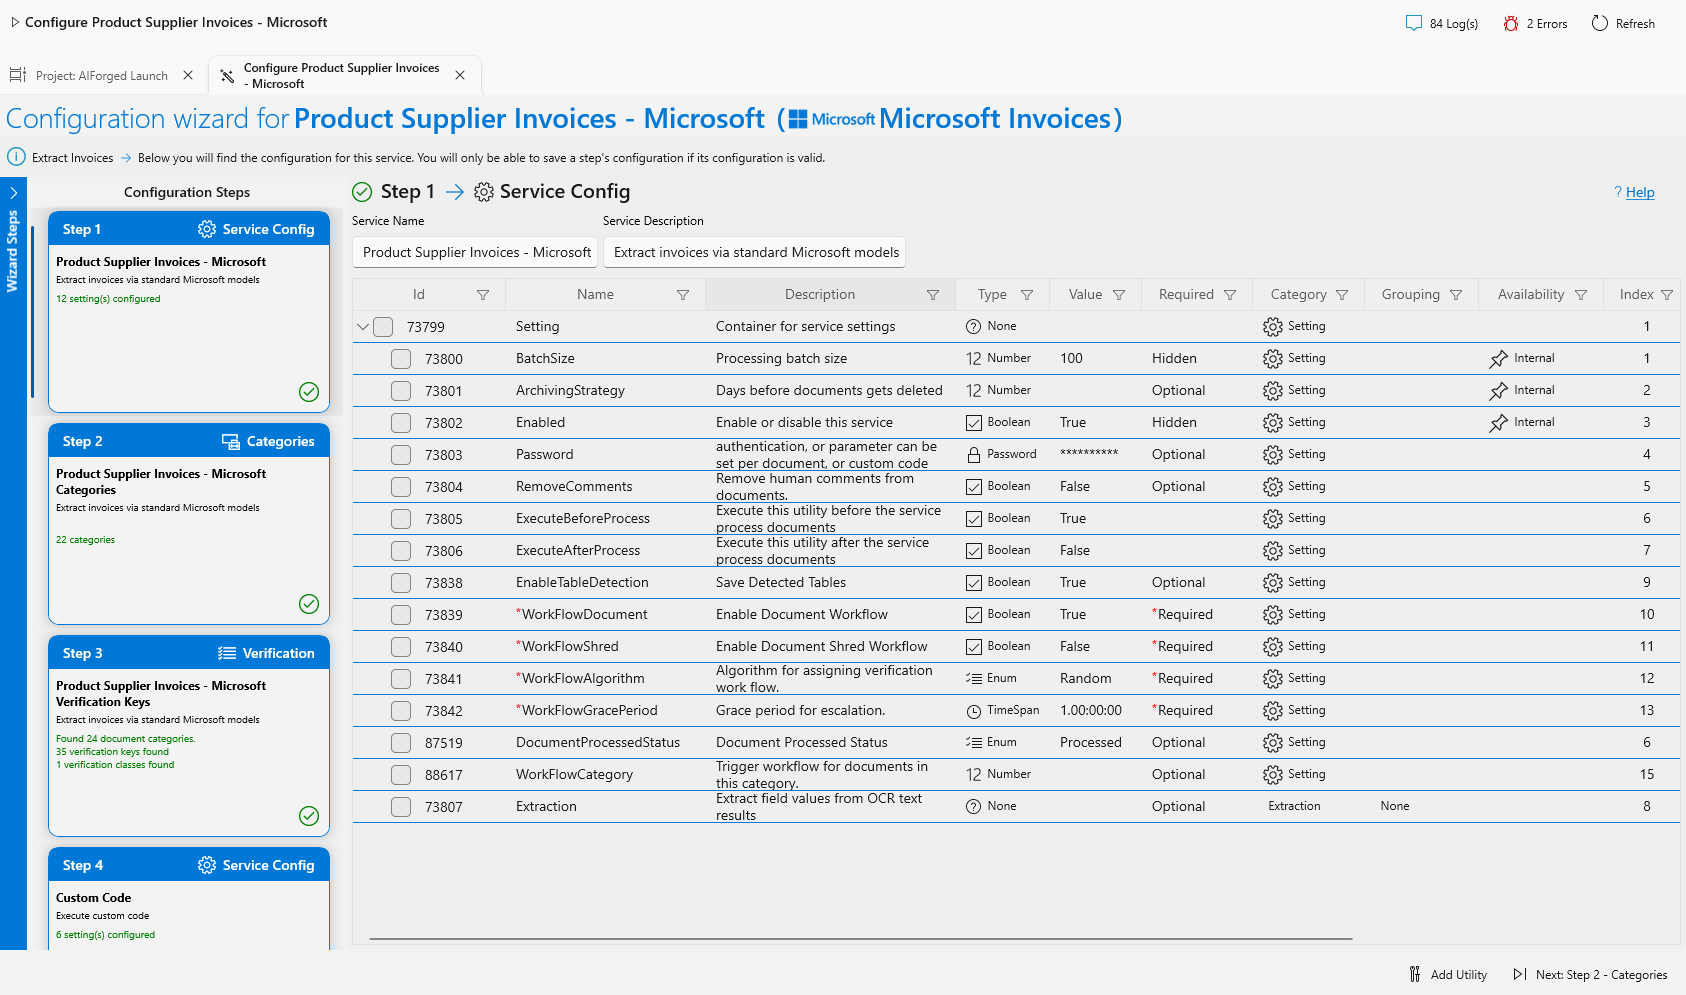 Configure Product Supplier Invoices - Microsoft
84 Log(s)
2 Errors
Refresh
Project: AIForged Launch
Configure Product Supplier Invoices
- Microsoft
Configuration wizard for Product Supplier Invoices - Microsoft (Microsoft Microsoft Invoices)
Extract Invoices
Below you will find the configuration for this service. You will only be able to save a step's configuration if its configuration is valid.
Wizard Steps
Configuration Steps
Step 1 Service Config
Product Supplier Invoices - Microsoft
Extract invoices via standard Microsoft models
12 setting(s) configured
Step 2 Categories
Product Supplier Invoices - Microsoft
Categories
Extract invoices via standard Microsoft models
22 categories
Step 3 Verification
Product Supplier Invoices - Microsoft
Verification Keys
Extract invoices via standard Microsoft models
Found 24 document categories.
35 verification keys found
1 verification classes found
Step 4 Service Config
Custom Code
Execute custom code
6 setting(s) configured
Step 1 Service Config
? Help
Service Name
Service Description
Product Supplier Invoices - Microsoft
Extract invoices via standard Microsoft models
Id Name Description Type Value Required Category Grouping Availability Index
73799 Setting Container for service settings None Setting 1
73800 BatchSize Processing batch size 12 Number 100 Hidden Setting Internal 1
73801 ArchivingStrategy Days before documents gets deleted 12 Number Optional Setting Internal 2
73802 Enabled Enable or disable this service Boolean True Hidden Setting Internal 3
73803 Password authentication, or parameter can be
set per document, or custom code Password ********** Optional Setting 4
73804 RemoveComments Remove human comments from
documents. Boolean False Optional Setting 5
73805 ExecuteBeforeProcess Execute this utility before the service
process documents Boolean True Setting 6
73806 ExecuteAfterProcess Execute this utility after the service
process documents Boolean False Setting 7
73838 EnableTableDetection Save Detected Tables Boolean True Optional Setting 9
73839 *WorkFlowDocument Enable Document Workflow Boolean True *Required Setting 10
73840 *WorkFlowShred Enable Document Shred Workflow Boolean False *Required Setting 11
73841 *WorkFlowAlgorithm Algorithm for assigning verification
work flow. Enum Random *Required Setting 12
73842 *WorkFlowGracePeriod Grace period for escalation. TimeSpan 1.00:00:00 *Required Setting 13
87519 DocumentProcessedStatus Document Processed Status Enum Processed Optional Setting 6
88617 WorkFlowCategory Trigger workflow for documents in
this category. 12 Number Optional Setting 15
73807 Extraction Extract field values from OCR text
results None Optional Extraction None 8
Add Utility
Next: Step 2 - Categories